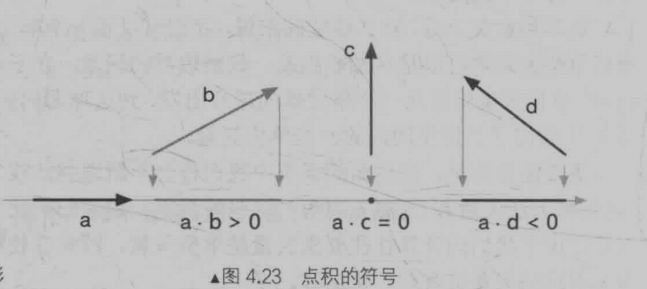 c
b
d
a
a · b > 0
a · c = 0
a · d < 0
▲图 4.23 点积的符号